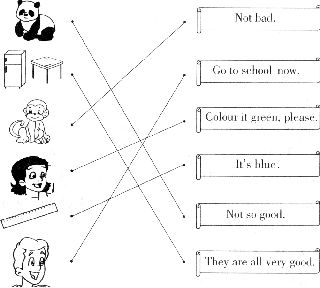 Not bad.
Go to school now.
Colour it green, please.
It's blue.
Not so good.
They are all very good.